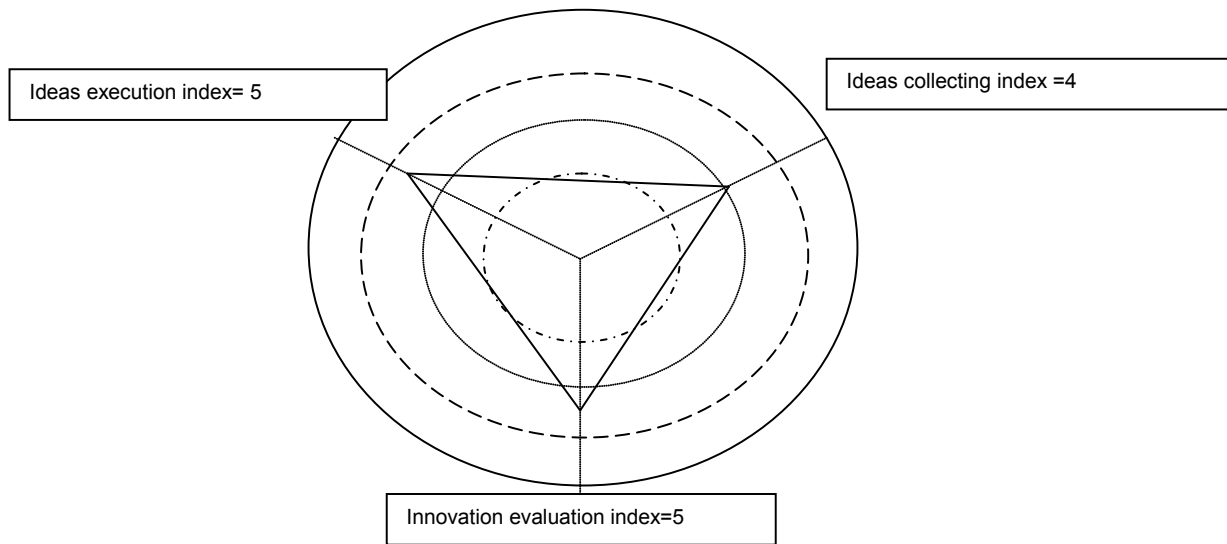 Ideas execution index= 5
Ideas collecting index =4
Innovation evaluation index=5